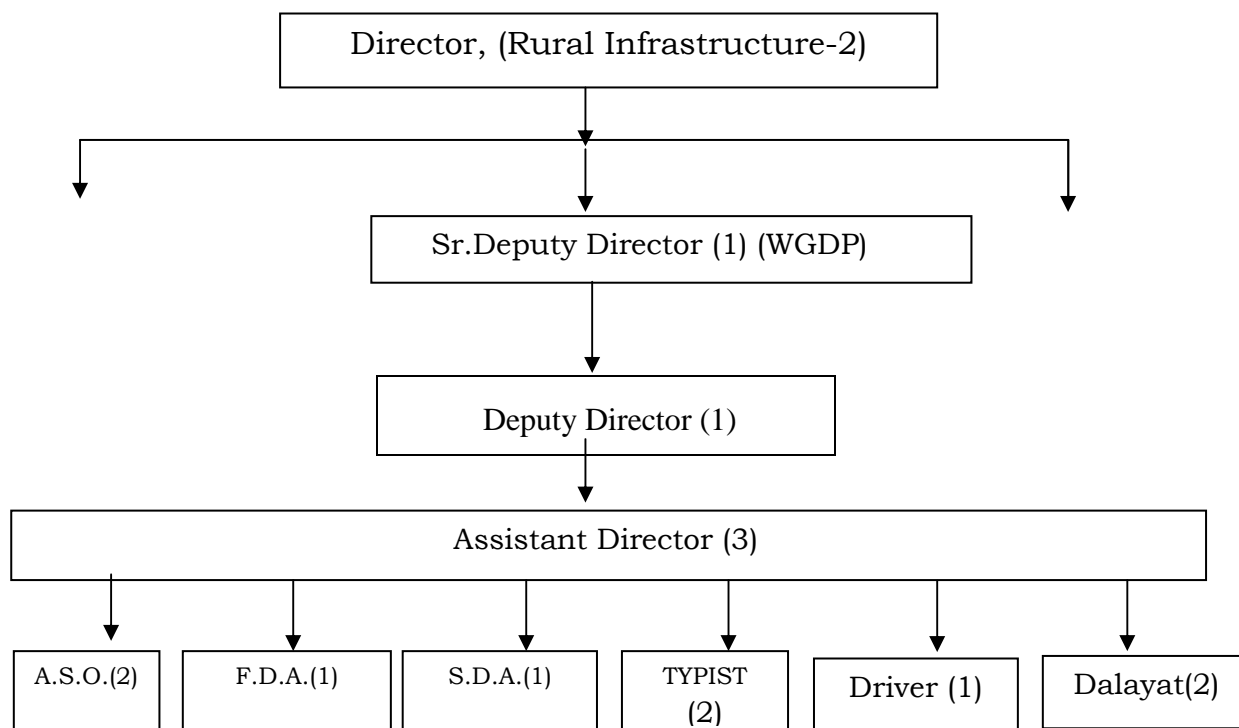 Director, (Rural Infrastructure-2)
Sr.Deputy Director (1) (WGDP)
Deputy Director (1)
Assistant Director (3)
A.S.O.(2)
F.D.A.(1)
S.D.A.(1)
TYPIST
(2)
Driver (1)
Dalayat(2)